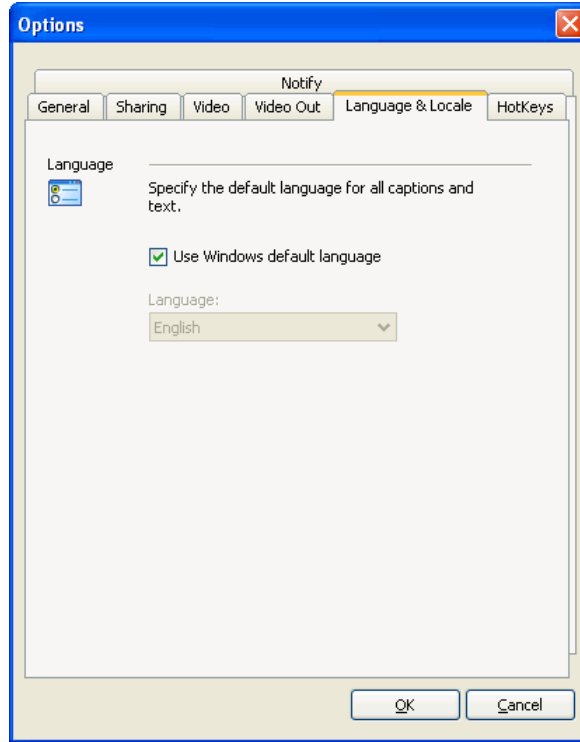 Options
Notify
General Sharing Video Video Out Language & Locale HotKeys
Language
Specify the default language for all captions and
text.
Use Windows default language
Language:
English
OK Cancel